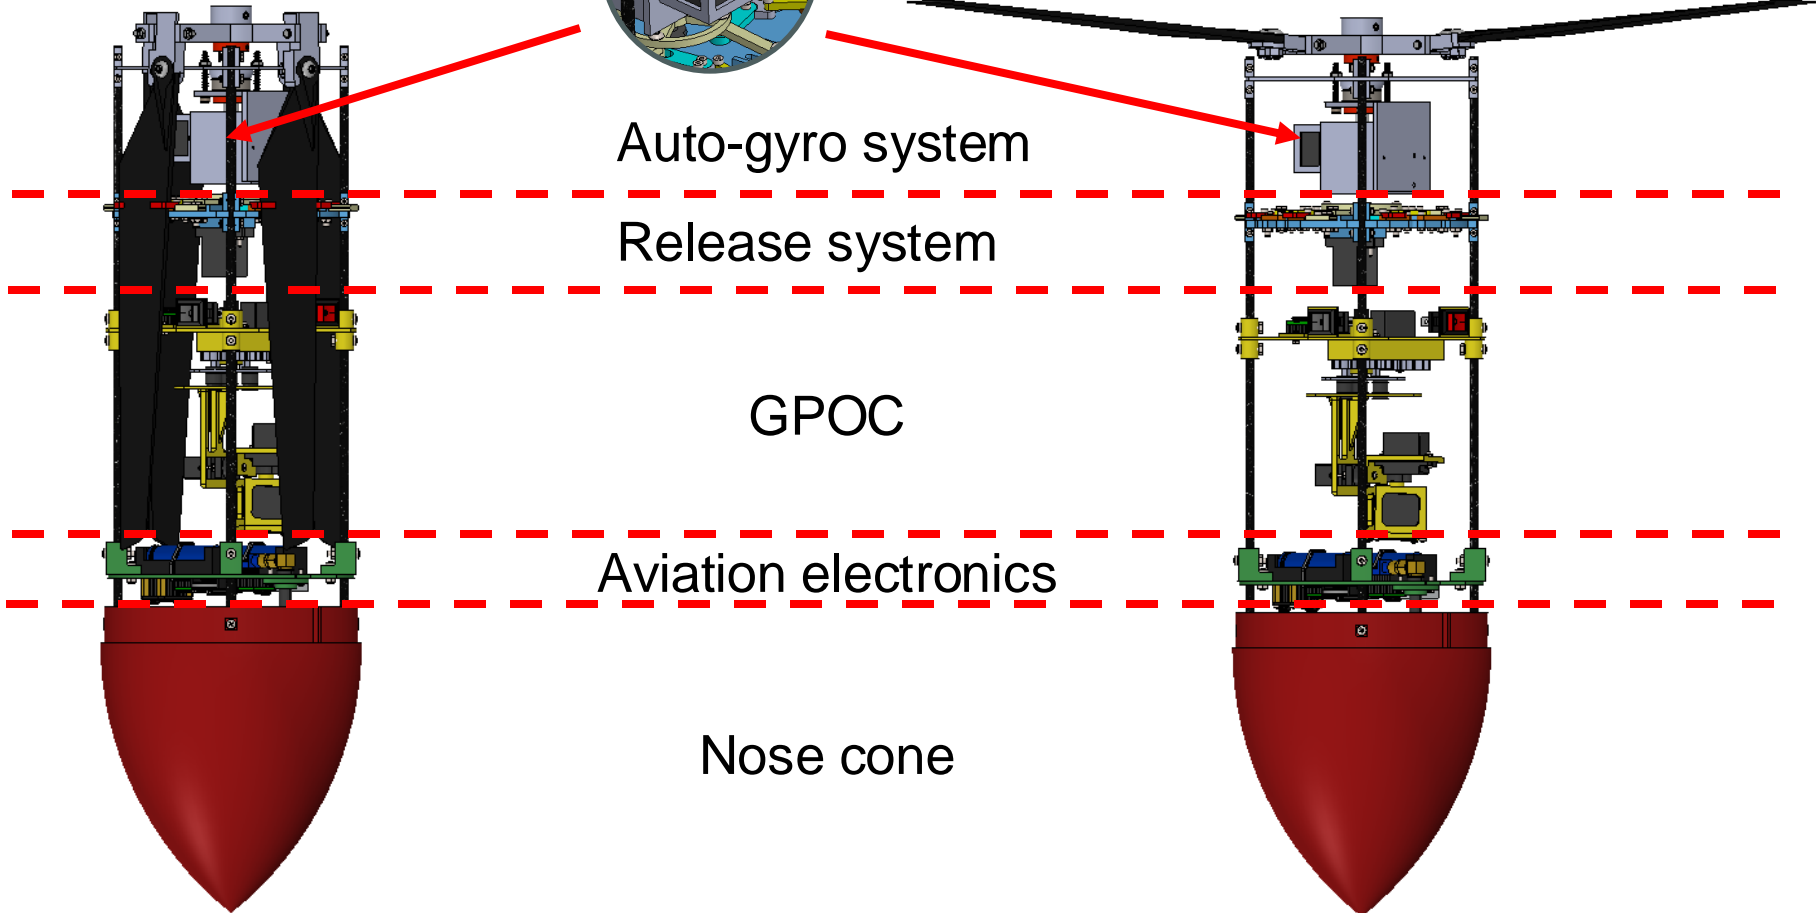 Auto-gyro system
Release system
GPOC
Aviation electronics
Nose cone